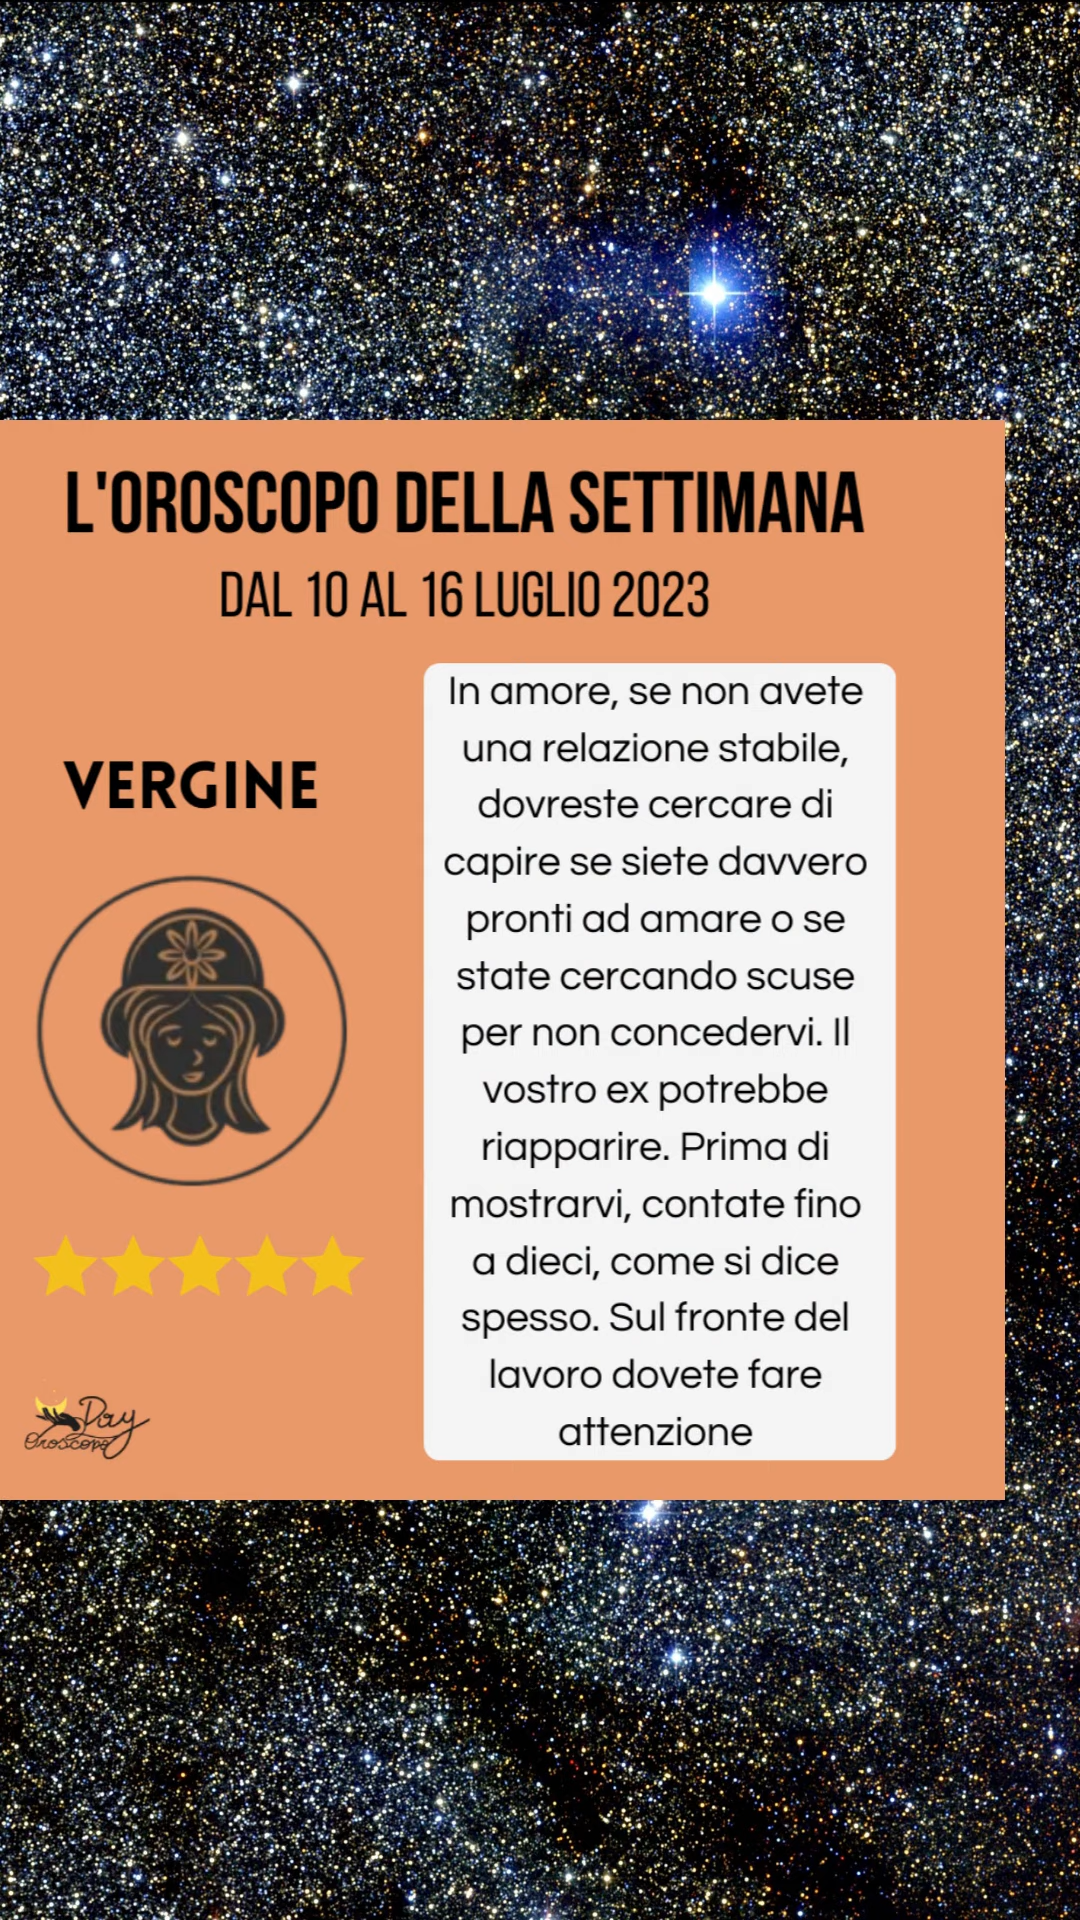 L'OROSCOPO DELLA SETTIMANA
DAL 10 AL 16 LUGLIO 2023
VERGINE
In amore, se non avete
una relazione stabile,
dovreste cercare di
capire se siete davvero
pronti ad amare o se
state cercando scuse
per non concedervi. Il
vostro ex potrebbe
riapparire. Prima di
mostrarvi, contate fino
a dieci, come si dice
spesso. Sul fronte del
lavoro dovete fare
attenzione
Day
Oroscopo